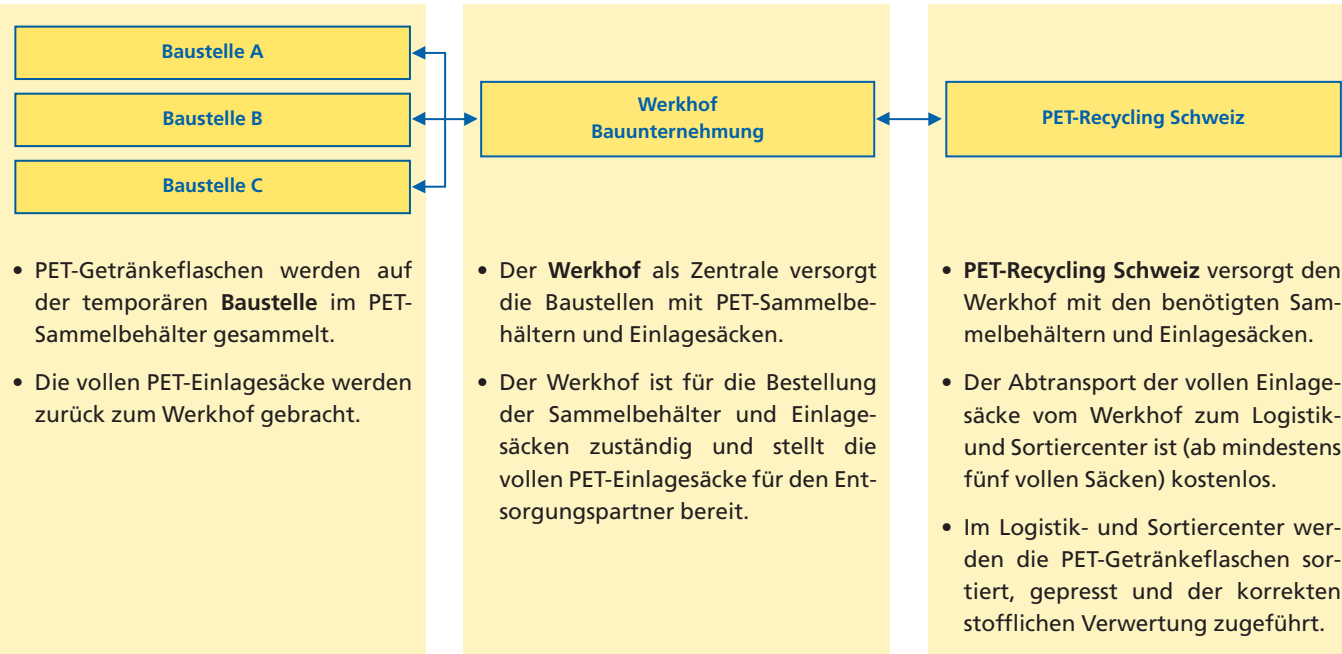 Baustelle A
Baustelle B
Baustelle C
• PET-Getränkeflaschen werden auf
der temporären Baustelle im PET-
Sammelbehälter gesammelt.
• Die vollen PET-Einlagesäcke werden
zurück zum Werkhof gebracht.
Werkhof
Bauunternehmung
• Der Werkhof als Zentrale versorgt
die Baustellen mit PET-Sammelbe-
hältern und Einlagesäcken.
• Der Werkhof ist für die Bestellung
der Sammelbehälter und Einlage-
säcken zuständig und stellt die
vollen PET-Einlagesäcke für den Ent-
sorgungspartner bereit.
PET-Recycling Schweiz
• PET-Recycling Schweiz versorgt den
Werkhof mit den benötigten Sam-
melbehältern und Einlagesäcken.
• Der Abtransport der vollen Einlage-
säcke vom Werkhof zum Logistik-
und Sortiercenter ist (ab mindestens
fünf vollen Säcken) kostenlos.
• Im Logistik- und Sortiercenter wer-
den die PET-Getränkeflaschen sor-
tiert, gepresst und der korrekten
stofflichen Verwertung zugeführt.